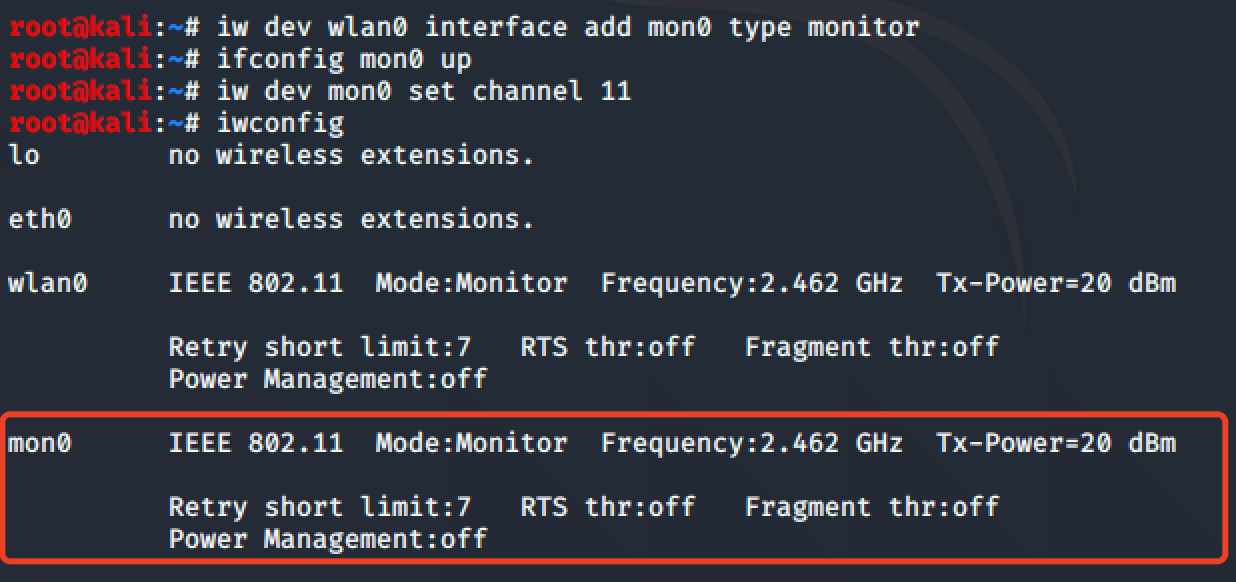 root@kali:~# iw dev wlan0 interface add mon0 type monitor
root@kali:~# ifconfig mon0 up
root@kali:~# iw dev mon0 set channel 11
root@kali:~# iwconfig
lo        no wireless extensions.

eth0      no wireless extensions.

wlan0     IEEE 802.11  Mode:Monitor  Frequency:2.462 GHz  Tx-Power=20 dBm

          Retry short limit:7   RTS thr:off   Fragment thr:off
          Power Management:off

mon0      IEEE 802.11  Mode:Monitor  Frequency:2.462 GHz  Tx-Power=20 dBm

          Retry short limit:7   RTS thr:off   Fragment thr:off
          Power Management:off